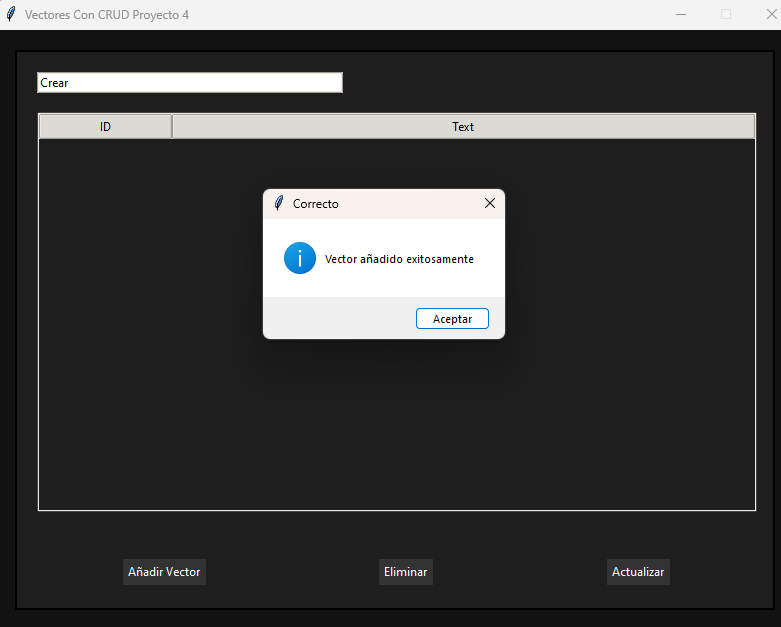 Vectores Con CRUD Proyecto 4
Crear
ID Text
Correcto
Vector añadido exitosamente
Aceptar
Añadir Vector Eliminar Actualizar